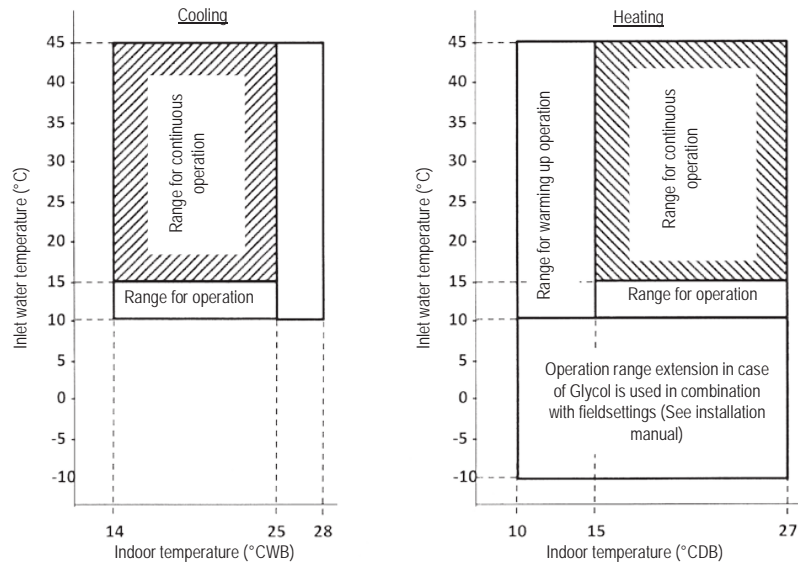 Cooling
Inlet water temperature (°C)
45
40
35
30
25
20
15
10
5
0
-5
-10
Range for continuous
operation
Range for operation
14
25
28
Indoor temperature (°CWB)
Heating
Inlet water temperature (°C)
45
40
35
30
25
20
15
10
5
0
-5
-10
Range for warming up operation
Range for continuous
operation
Range for operation
Operation range extension in case
of Glycol is used in combination
with fieldsettings (See installation
manual)
10
15
27
Indoor temperature (°CDB)